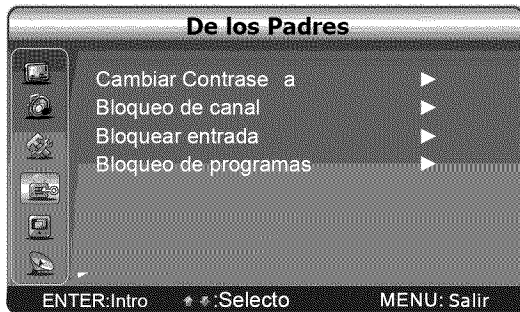 De los Padres
Cambiar Contrase a
Bloqueo de canal
Bloquear entrada
Bloqueo de programas
ENTER:Intro :Selecto MENU: Salir